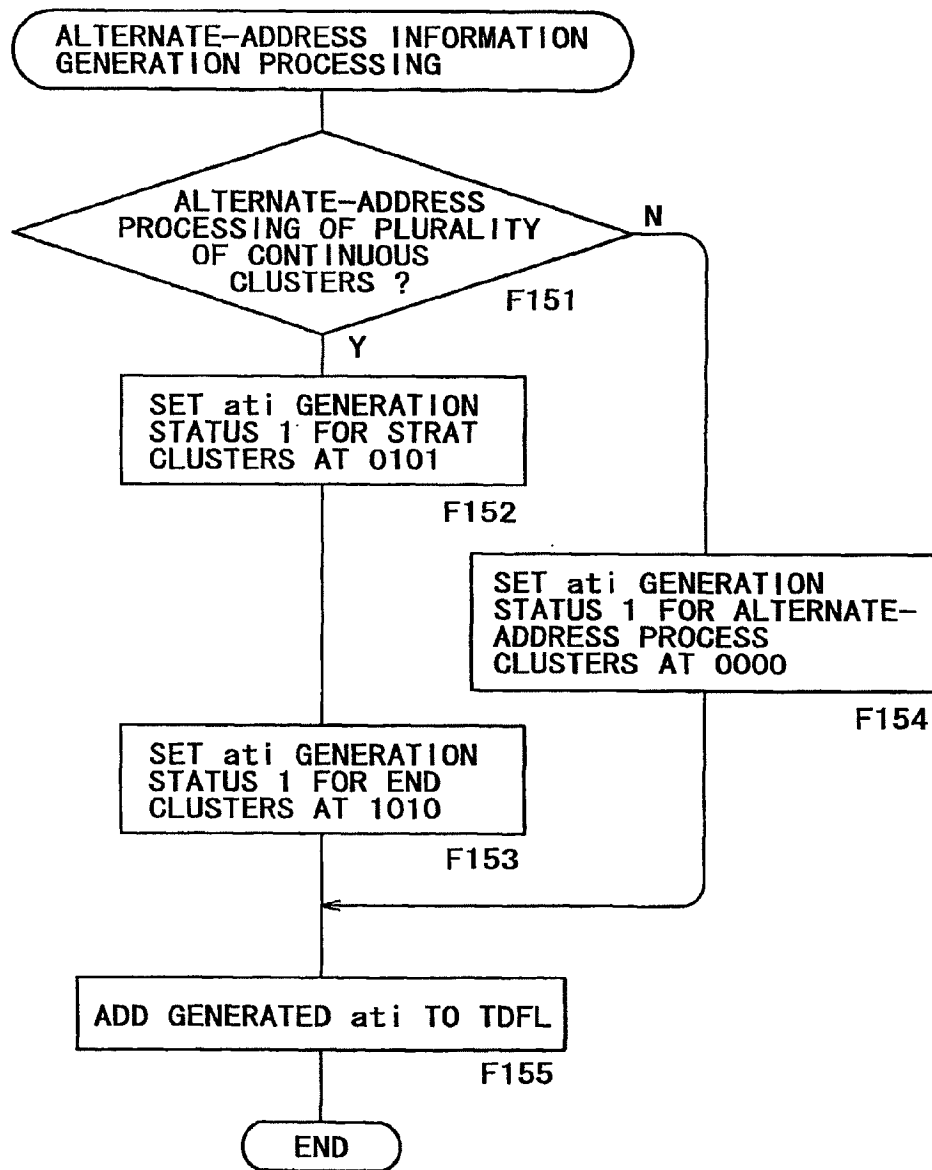 ALTERNATE-ADDRESS INFORMATION
GENERATION PROCESSING
ALTERNATE-ADDRESS
PROCESSING OF PLURALITY
OF CONTINUOUS
CLUSTERS ?
N
F151
Y
SET ati GENERATION
STATUS 1 FOR STRAT
CLUSTERS AT 0101
F152
SET ati GENERATION
STATUS 1 FOR ALTERNATE-
ADDRESS PROCESS
CLUSTERS AT 0000
F154
SET ati GENERATION
STATUS 1 FOR END
CLUSTERS AT 1010
F153
ADD GENERATED ati TO TDFL
F155
END